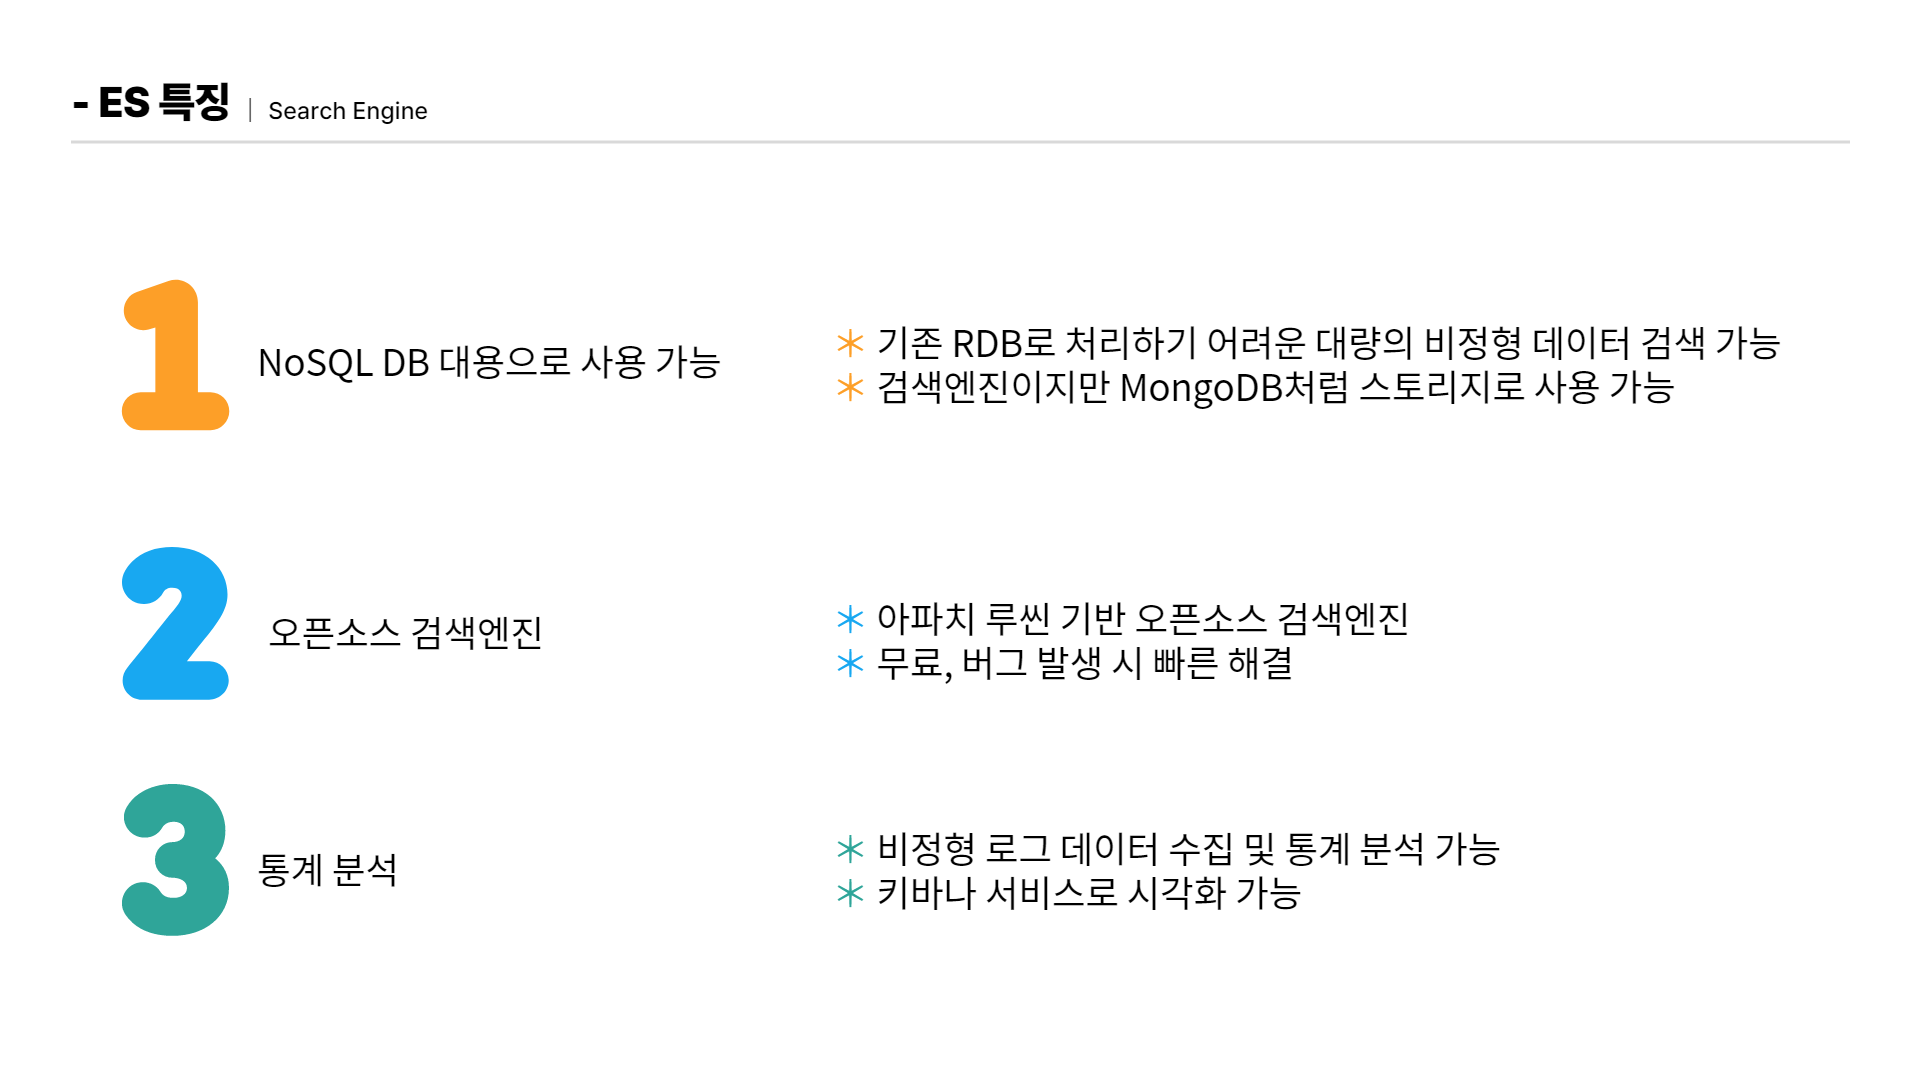 - ES 특징 | Search Engine
1
NoSQL DB 대용으로 사용 가능
* 기존 RDB로 처리하기 어려운 대량의 비정형 데이터 검색 가능
* 검색엔진이지만 MongoDB처럼 스토리지로 사용 가능
2
오픈소스 검색엔진
* 아파치 루씬 기반 오픈소스 검색엔진
* 무료, 버그 발생 시 빠른 해결
3
통계 분석
* 비정형 로그 데이터 수집 및 통계 분석 가능
* 키바나 서비스로 시각화 가능